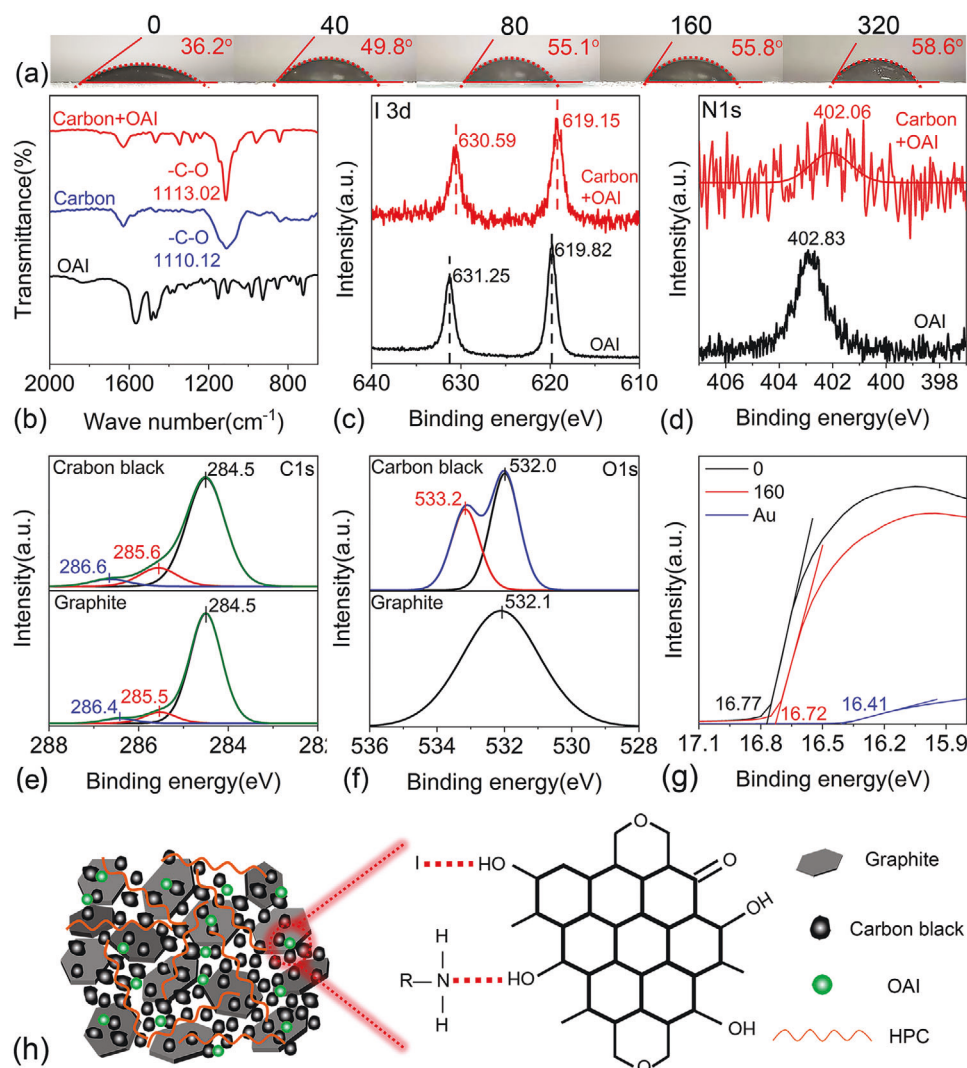 0 40 80 160 320
(a) 36.2° 49.8° 55.1° 55.8° 58.6°
Carbon+OAI
-C-O
1113.02
Carbon
-C-O
1110.12
OAI
Transmittance(%)
2000 1600 1200 800
(b) Wave number(cm-1)
I 3d
630.59
619.15
Carbon
+OAI
631.25
619.82
OAI
Intensity(a.u.)
640 630 620 610
(c) Binding energy(eV)
N1s
402.06
Carbon
+OAI
402.83
OAI
Intensity(a.u.)
406 404 402 400 398
(d) Binding energy(eV)
Crabon black
284.5
C1s
285.6
286.6
Graphite
284.5
285.5
286.4
Intensity(a.u.)
288 286 284 282
(e) Binding energy(eV)
Carbon black
532.0
O1s
533.2
Graphite
532.1
Intensity(a.u.)
536 534 532 530 528
(f) Binding energy(eV)
0
160
Au
16.77
16.72
16.41
Intensity(a.u.)
17.1 16.8 16.5 16.2 15.9
(g) Binding energy(eV)
O
I HO
O
OH
H
R—N HO
H
OH
O
Graphite
Carbon black
OAI
HPC
(h)